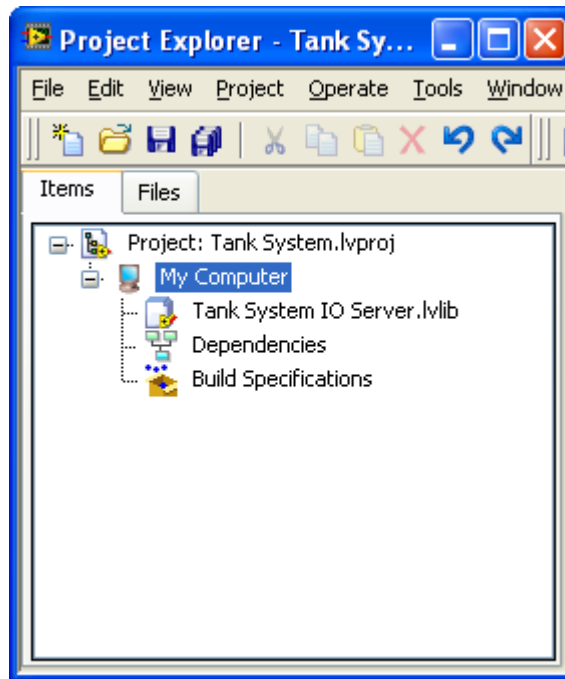 Project Explorer - Tank Sy...
File Edit View Project Operate Tools Window
Items Files
Project: Tank System.lvproj
My Computer
Tank System IO Server.lvlib
Dependencies
Build Specifications